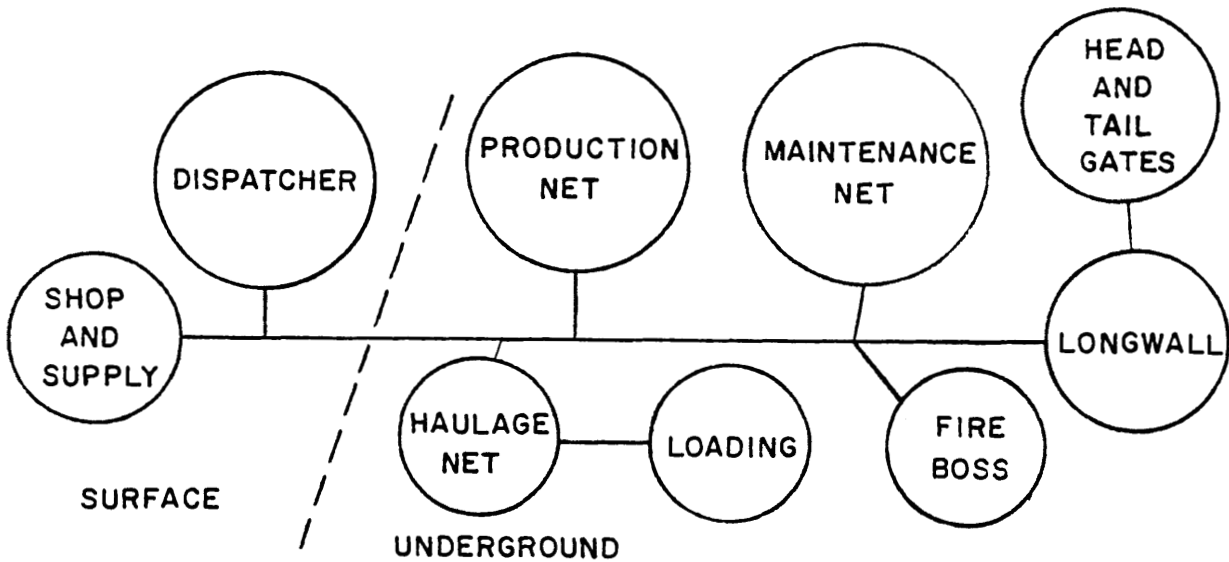 DISPATCHER
PRODUCTION
NET
MAINTENANCE
NET
HEAD
AND
TAIL
GATES
SHOP
AND
SUPPLY
LONGWALL
HAULAGE
NET
LOADING
FIRE
BOSS
SURFACE
UNDERGROUND